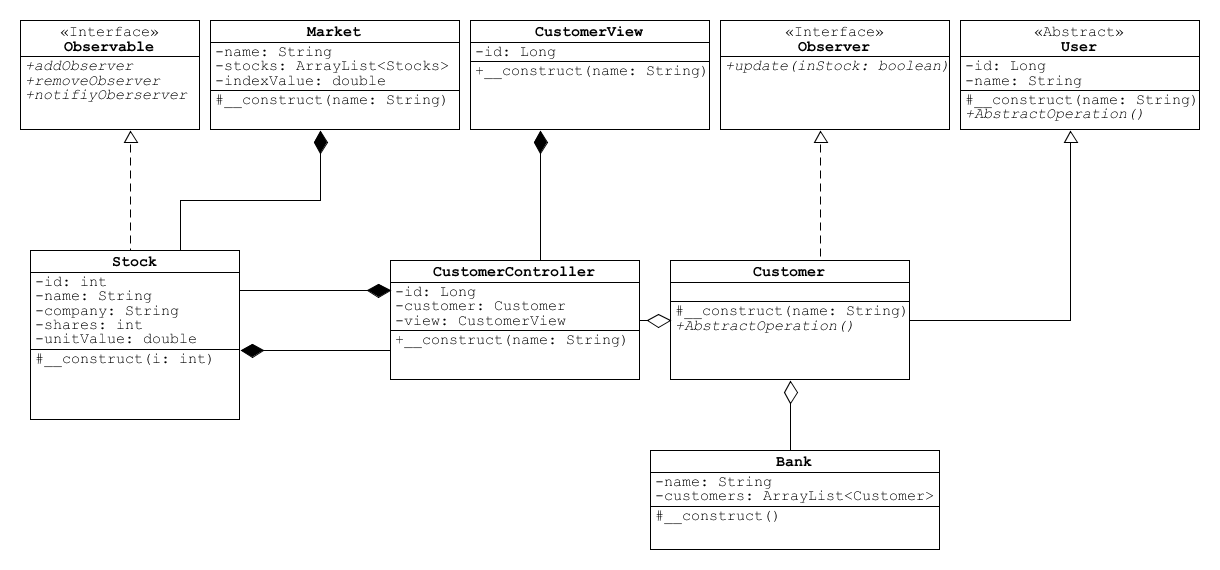 «Interface»
Observable
+addObserver
+removeObserver
+notifiyOberserver
Market
-name: String
-stocks: ArrayList<Stocks>
-indexValue: double
#__construct(name: String)
CustomerView
-id: Long
+__construct(name: String)
«Interface»
Observer
+update(inStock: boolean)
«Abstract»
User
-id: Long
-name: String
#__construct(name: String)
+AbstractOperation()
Stock
-id: int
-name: String
-company: String
-shares: int
-unitValue: double
#__construct(i: int)
CustomerController
-id: Long
-customer: Customer
-view: CustomerView
+__construct(name: String)
Customer
#__construct(name: String)
+AbstractOperation()
Bank
-name: String
-customers: ArrayList<Customer>
#__construct()